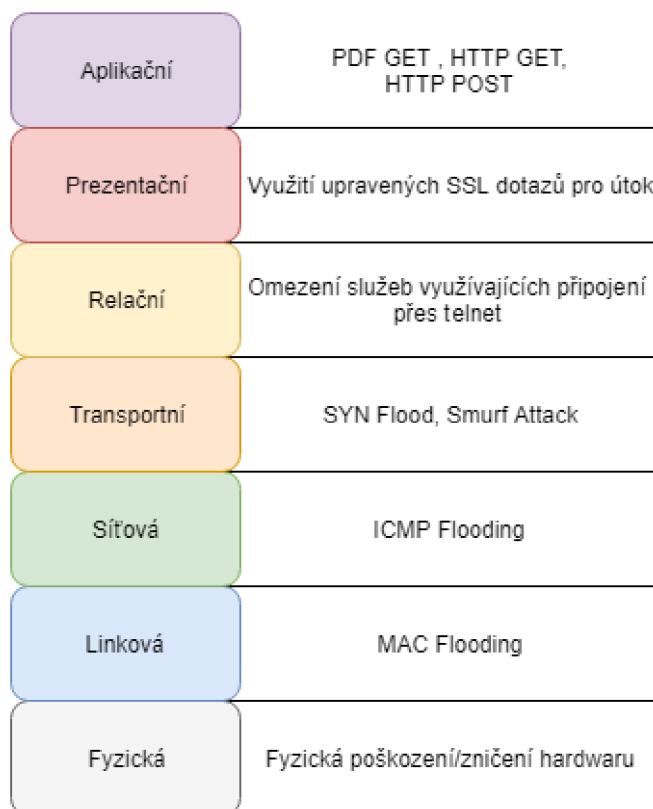 Aplikační
PDF GET , HTTP GET,
HTTP POST
Prezentační
Využití upravených SSL dotazů pro útok
Relační
Omezení služeb využívajících připojení
přes telnet
Transportní
SYN Flood, Smurf Attack
Síťová
ICMP Flooding
Linková
MAC Flooding
Fyzická
Fyzická poškození/zničení hardwaru